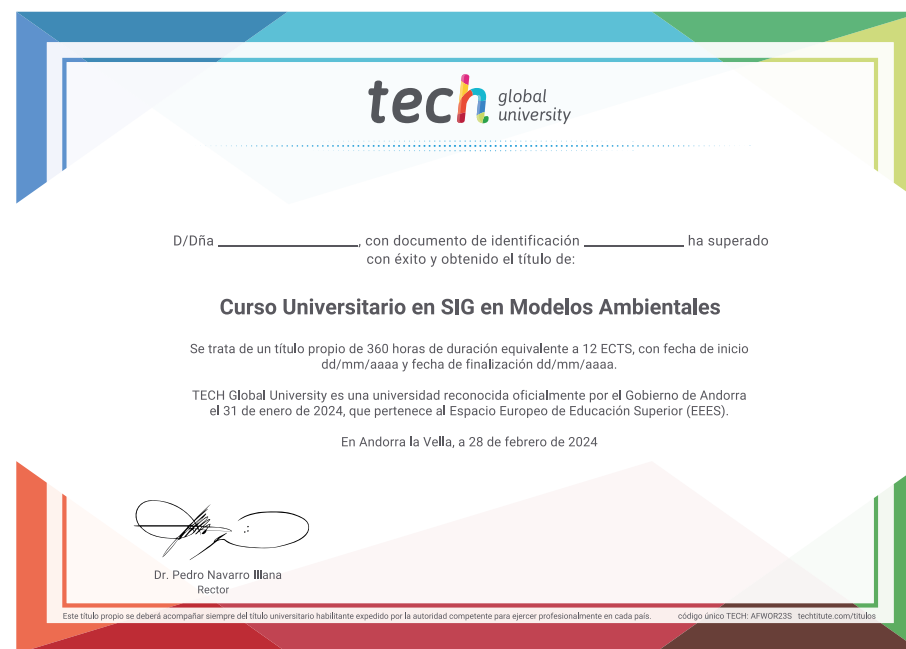 tech global university
D/Dña ____________________, con documento de identificación ______________ ha superado
con éxito y obtenido el título de:
Curso Universitario en SIG en Modelos Ambientales
Se trata de un título propio de 360 horas de duración equivalente a 12 ECTS, con fecha de inicio
dd/mm/aaaa y fecha de finalización dd/mm/aaaa.
TECH Global University es una universidad reconocida oficialmente por el Gobierno de Andorra
el 31 de enero de 2024, que pertenece al Espacio Europeo de Educación Superior (EEES).
En Andorra la Vella, a 28 de febrero de 2024
Dr. Pedro Navarro Illana
Rector
Este título propio se deberá acompañar siempre del título universitario habilitante expedido por la autoridad competente para ejercer profesionalmente en cada país. código único TECH: AFWOR23S techtitute.com/titulos